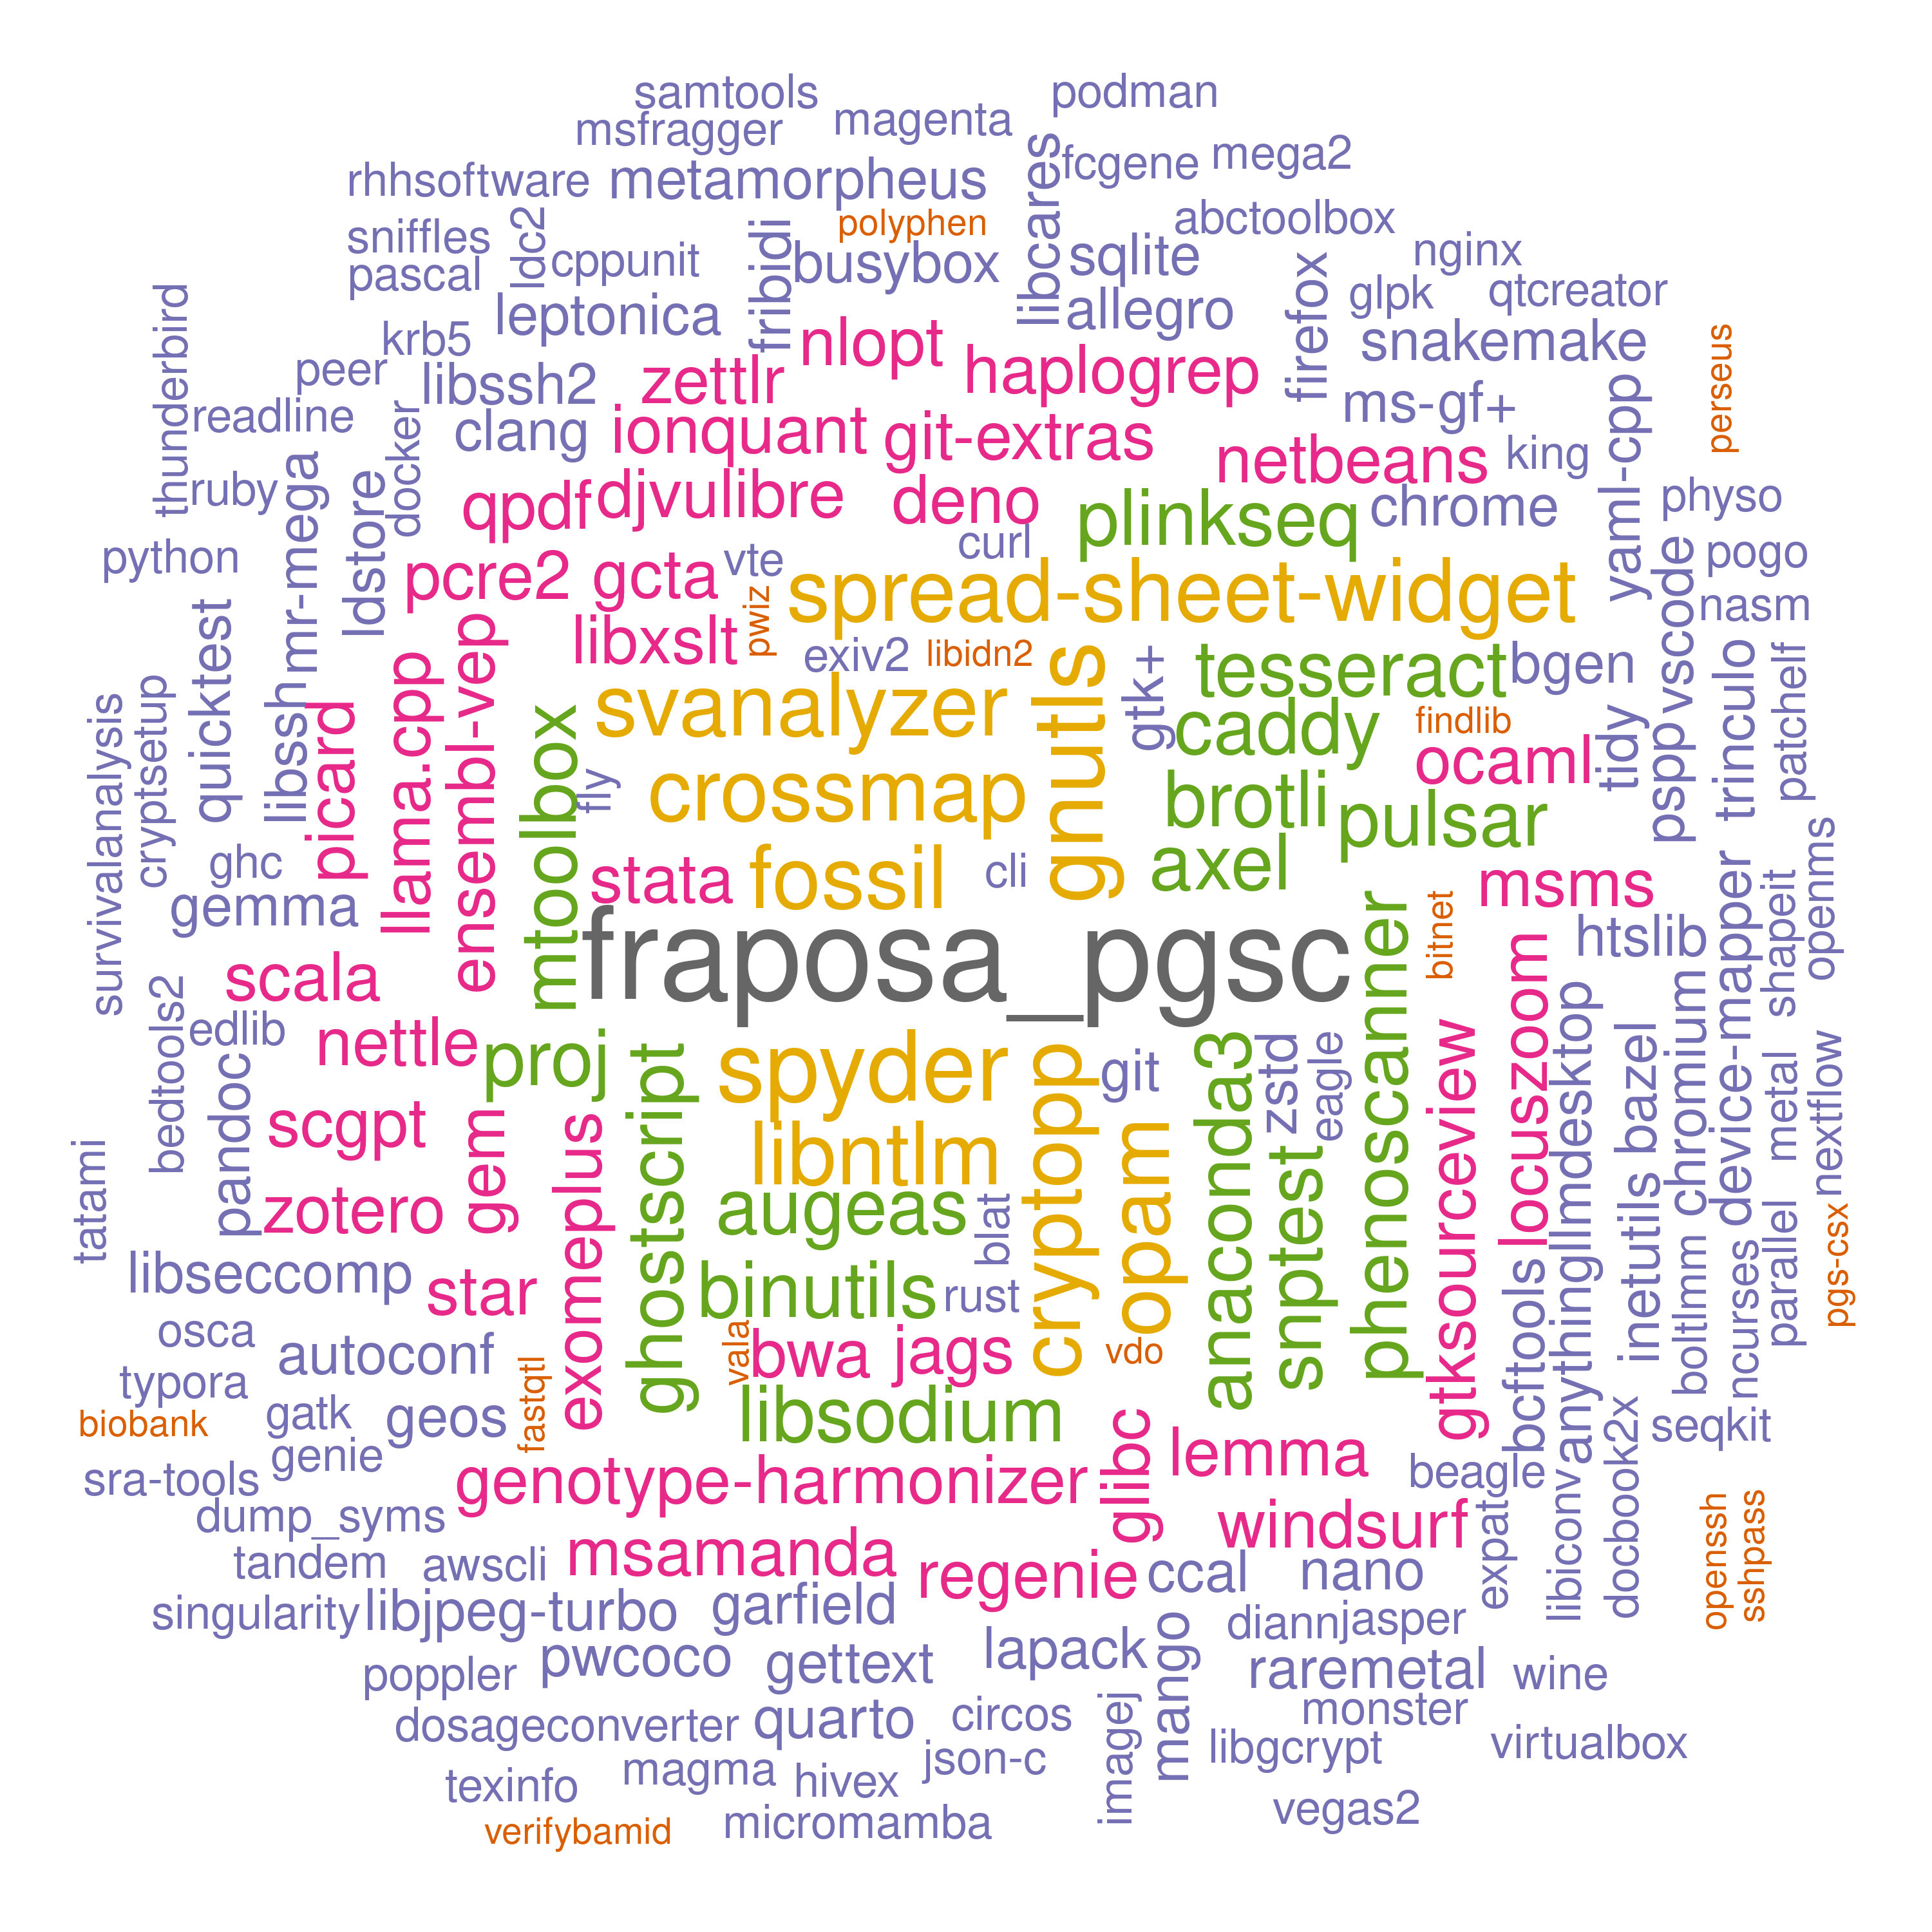 samtools
podman
msfragger
magenta
rhhsoftware
metamorpheus
libcares
fcgene
mega2
sniffles
ldc2
cppunit
fribidi
polyphen
busybox
sqlite
abctoolbox
nginx
pascal
leptonica
allegro
firefox
glpk
qtcreator
thunderbird
krb5
nlopt
haplogrep
snakemake
perseus
peer
libssh2
zettlr
ms-gf+
yaml-cpp
readline
docker
clang
ionquant
git-extras
netbeans
king
ruby
mr-mega
ldstore
qpdf
djvulibre
deno
plinkseq
chrome
physo
python
pcre2
gcta
vte
curl
spread-sheet-widget
vscode
pogo
nasm
quicktest
ensembl-vep
libxslt
pwiz
exiv2
libidn2
gnutls
gtk+
tesseract
bgen
trinculo
patchelf
survivalanalysis
cryptsetup
libssh
picard
llama.cpp
mtoolbox
svanalyzer
caddy
findlib
ocaml
tidy
pspp
fly
crossmap
brotli
pulsar
ghc
gemma
stata
fossil
cli
axel
msms
device-mapper
shapeit
openms
scala
fraposa_pgsc
phenoscanner
bitnet
locuszoom
htslib
bedtools2
edlib
pandoc
nettle
proj
ghostscript
spyder
cryptopp
git
anaconda3
zstd
eagle
gtksourceview
anythingllmdesktop
bazel
chromium
metal
nextflow
tatami
scgpt
gem
exomeplus
libntlm
opam
snptest
inetutils
zotero
augeas
blat
pgs-csx
libseccomp
star
binutils
rust
bcftools
boltlmm
ncurses
parallel
osca
autoconf
vala
bwa
jags
vdo
typora
biobank
gatk
geos
fastqtl
libsodium
glibc
lemma
docbook2x
seqkit
genie
sra-tools
genotype-harmonizer
beagle
expat
libiconv
openssh
sshpass
dump_syms
windsurf
tandem
awscli
msamanda
regenie
ccal
nano
singularity
libjpeg-turbo
garfield
diann
jasper
poppler
pwcoco
gettext
lapack
mango
raremetal
wine
dosageconverter
quarto
circos
imagej
monster
libgcrypt
virtualbox
texinfo
magma
hivex
json-c
verifybamid
micromamba
vegas2